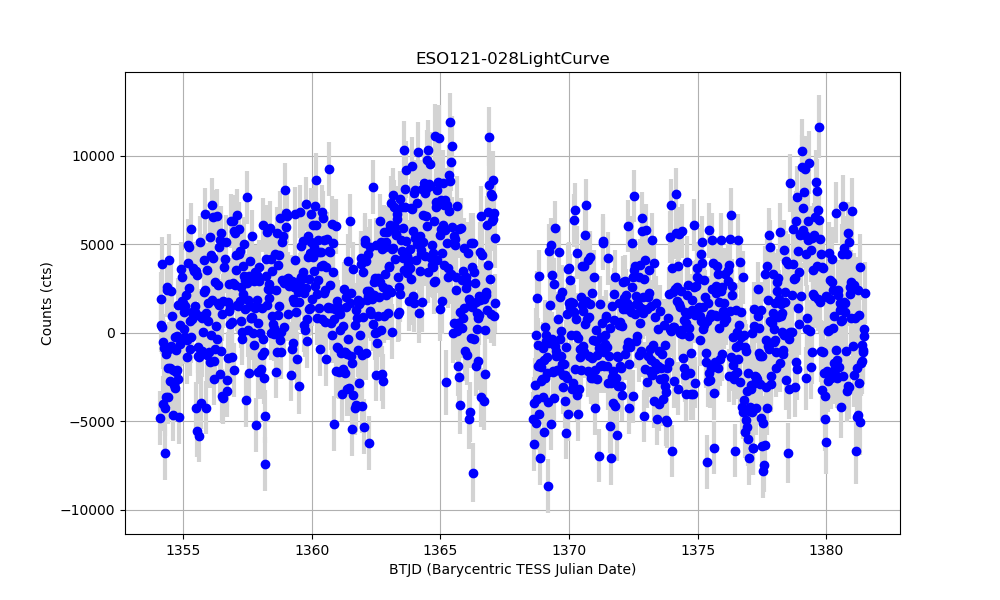 ESO121-028LightCurve
10000
5000
0
−5000
−10000
Counts (cts)
1355 1360 1365 1370 1375 1380
BTJD (Barycentric TESS Julian Date)